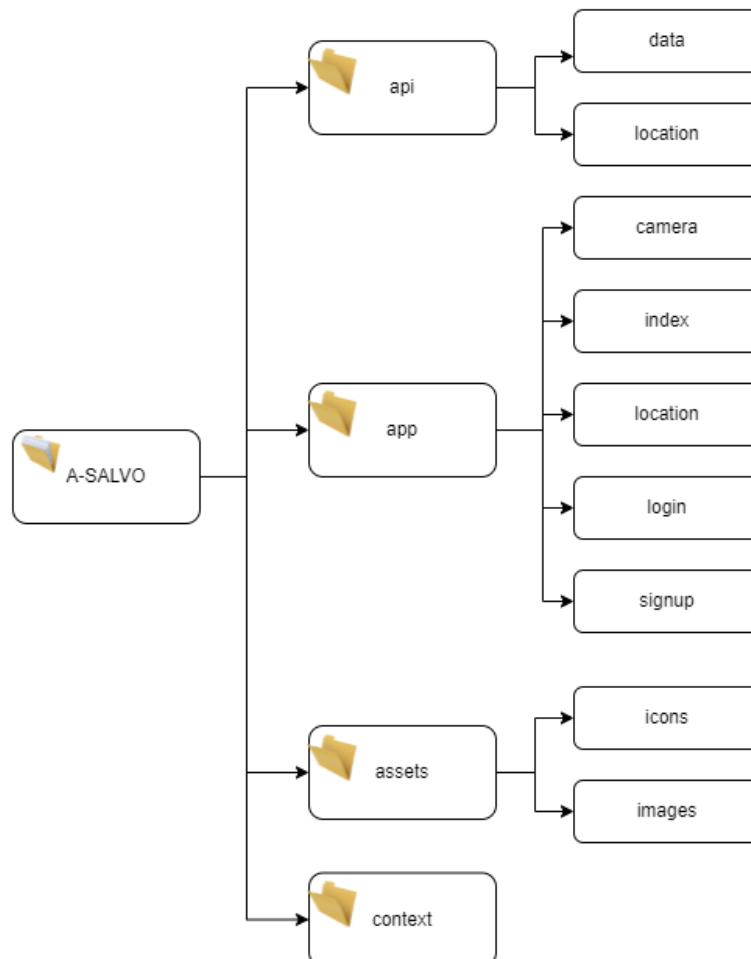 data
api
location
camera
index
location
app
login
A-SALVO
signup
icons
assets
images
context